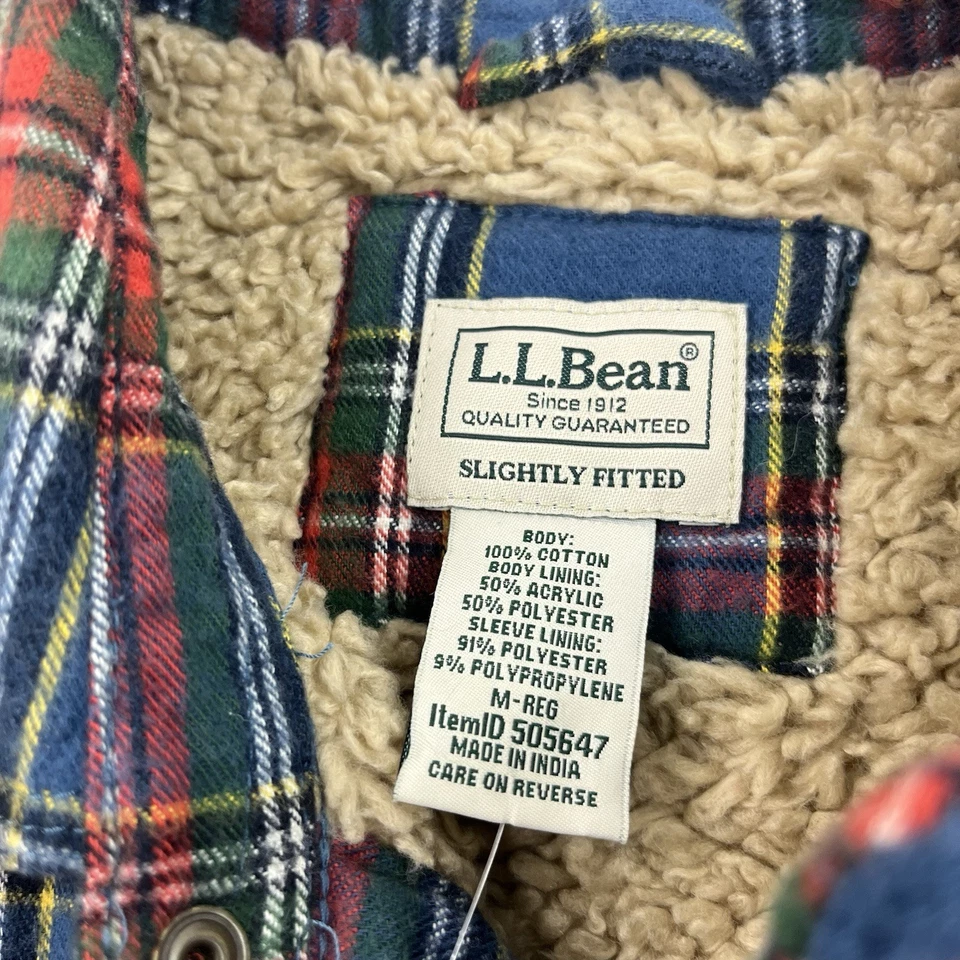 L.L.Bean®
Since 1912
QUALITY GUARANTEED
SLIGHTLY FITTED
BODY:
100% COTTON
BODY LINING:
50% ACRYLIC
50% POLYESTER
SLEEVE LINING:
91% POLYESTER
9% POLYPROPYLENE
M-REG
ItemID 505647
MADE IN INDIA
CARE ON REVERSE